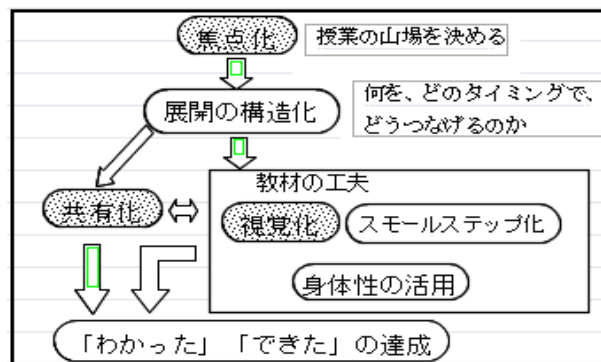 焦点化
授業の山場を決める
展開の構造化
何を、どのタイミングで、
どうつなげるのか
教材の工夫
共有化
視覚化
スモールステップ化
身体性の活用
「わかった」「できた」の達成